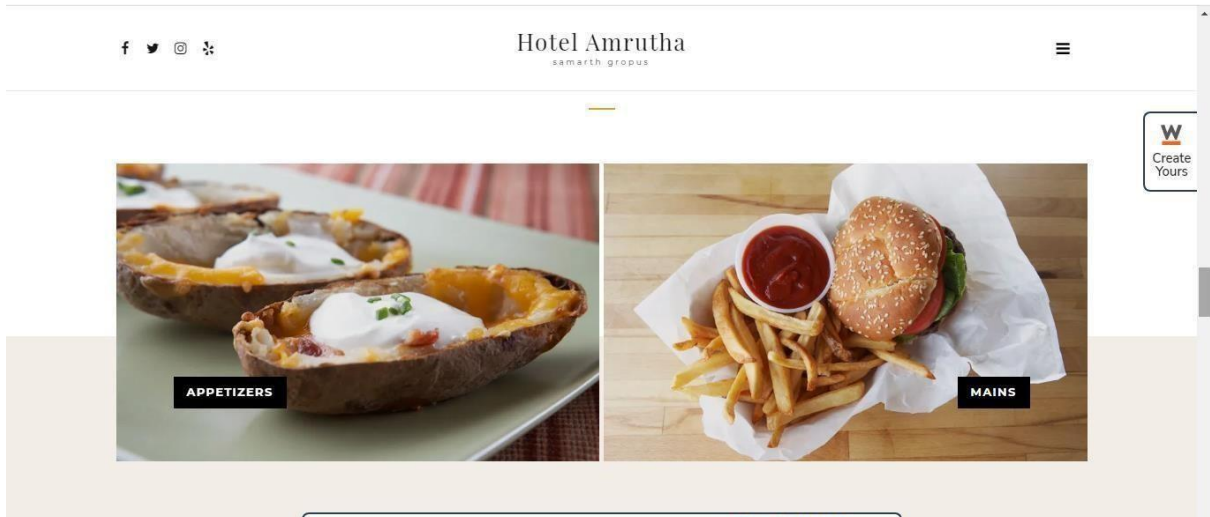 Hotel Amrutha
samarth gropus
W
Create
Yours
APPETIZERS
MAINS